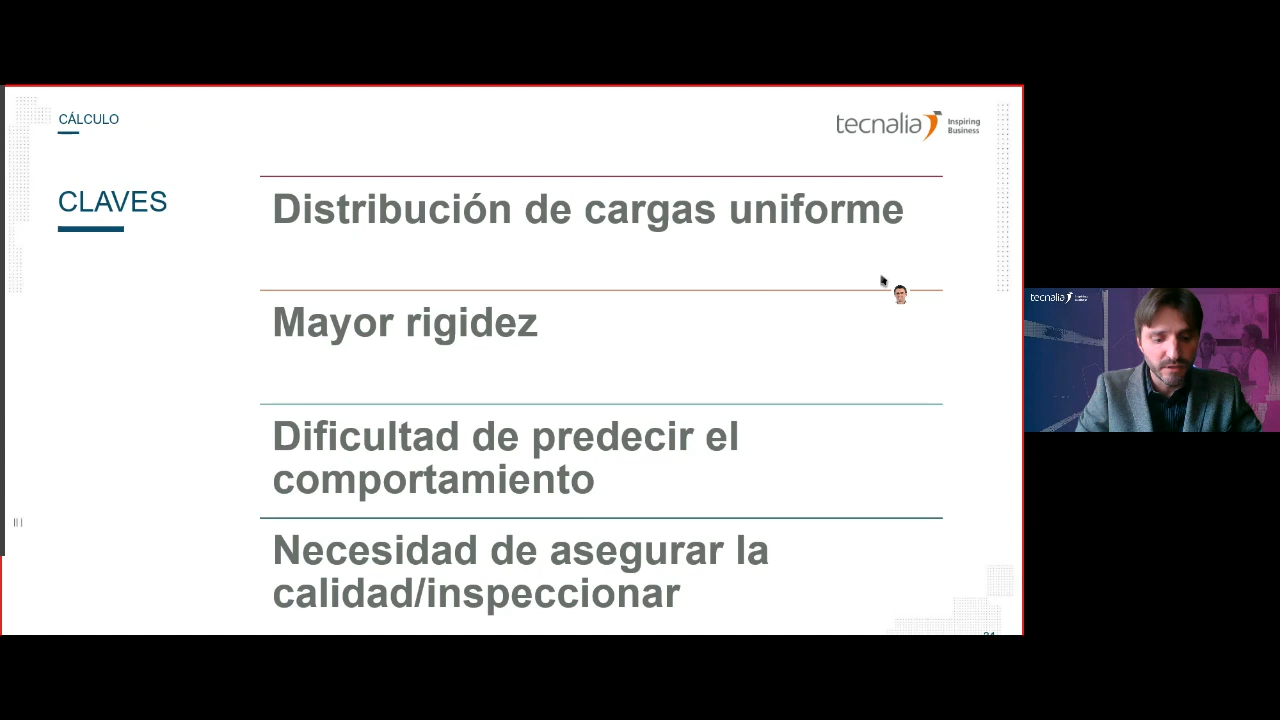 CÁLCULO
tecnalia Inspiring
Business
CLAVES
Distribución de cargas uniforme
Mayor rigidez
Dificultad de predecir el
comportamiento
Necesidad de asegurar la
calidad/inspeccionar
tecnalia